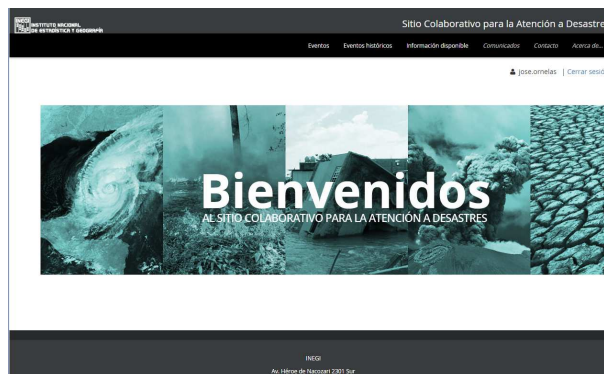 INEGI
INSTITUTO NACIONAL
DE ESTADÍSTICA Y GEOGRAFÍA
Sitio Colaborativo para la Atención a Desastre
Eventos Eventos históricos Información disponible Comunicados Contacto Acerca de...
jose.ornelas | Cerrar sesió
Bienvenidos
AL SITIO COLABORATIVO PARA LA ATENCIÓN A DESASTRES
INEGI
Av. Héroe de Nacozari 2301 Sur